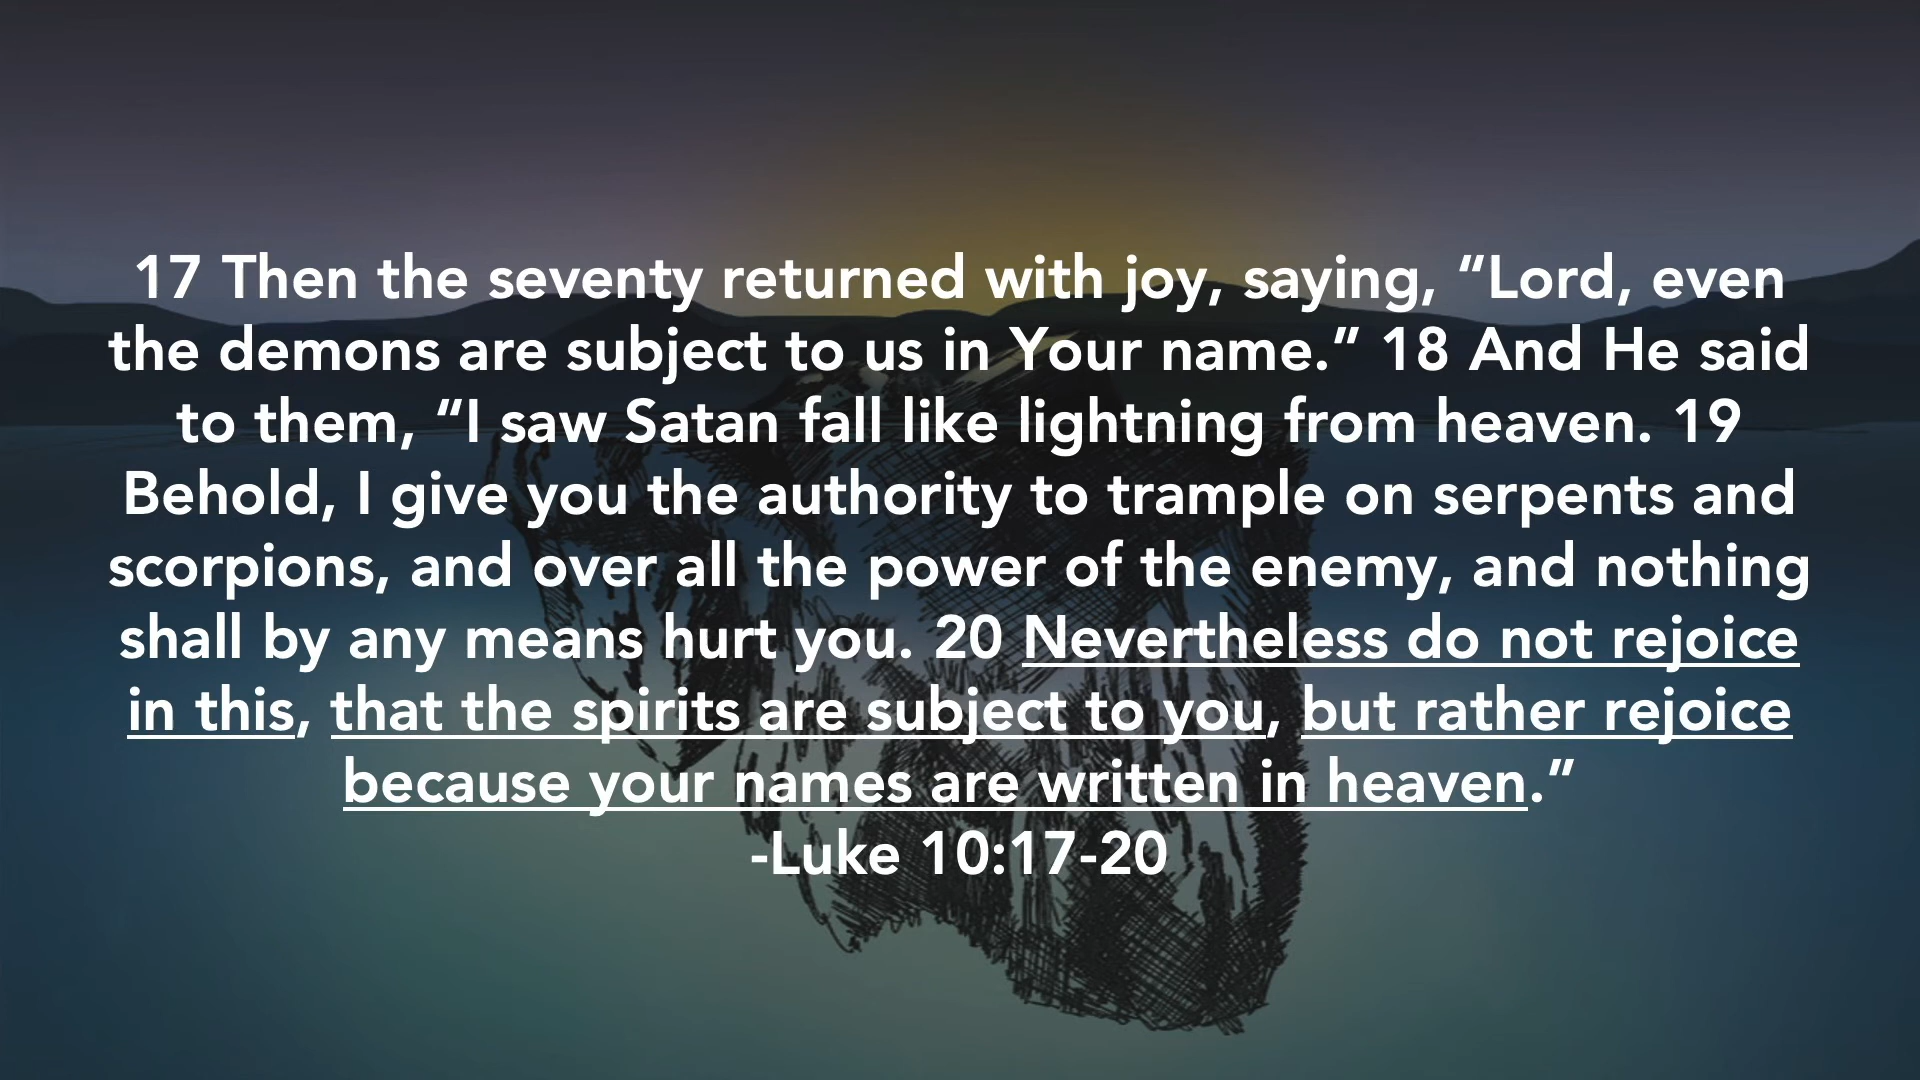 17 Then the seventy returned with joy, saying, “Lord, even
the demons are subject to us in Your name.” 18 And He said
to them, “I saw Satan fall like lightning from heaven. 19
Behold, I give you the authority to trample on serpents and
scorpions, and over all the power of the enemy, and nothing
shall by any means hurt you. 20 Nevertheless do not rejoice
in this, that the spirits are subject to you, but rather rejoice
because your names are written in heaven.”
-Luke 10:17-20